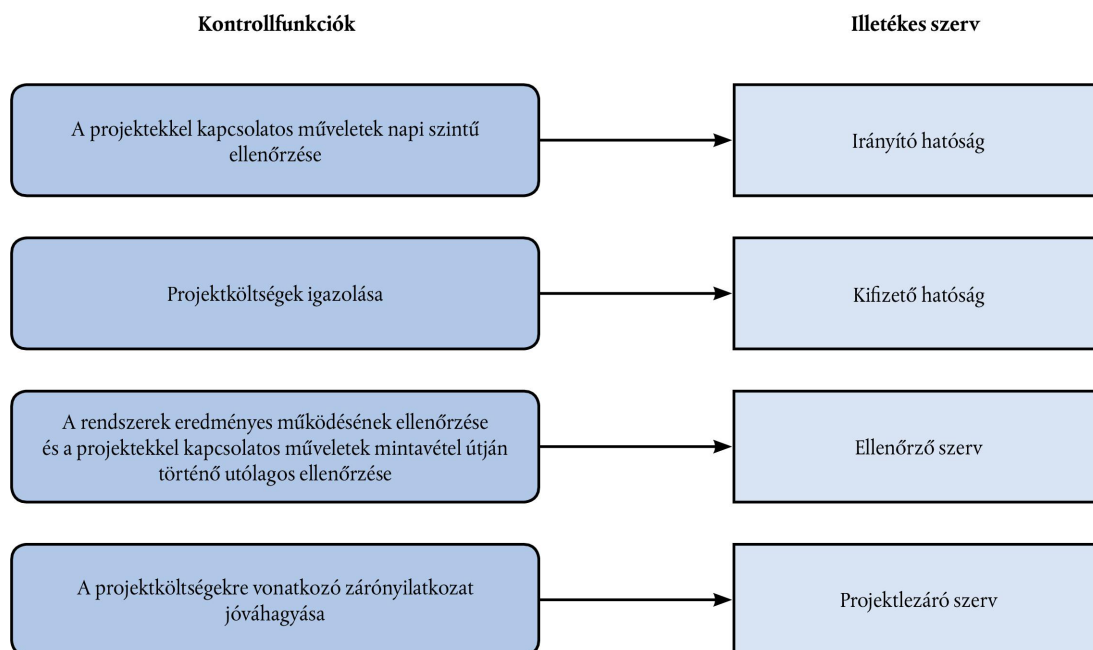 Kontrollfunkciók
Illetékes szerv
A projektekkel kapcsolatos műveletek napi szintű
ellenőrzése
Irányító hatóság
Projektköltségek igazolása
Kifizető hatóság
A rendszerek eredményes működésének ellenőrzése
és a projektekkel kapcsolatos műveletek mintavétel útján
történő utólagos ellenőrzése
Ellenőrző szerv
A projektköltségekre vonatkozó zárónyilatkozat
jóváhagyása
Projektlezáró szerv